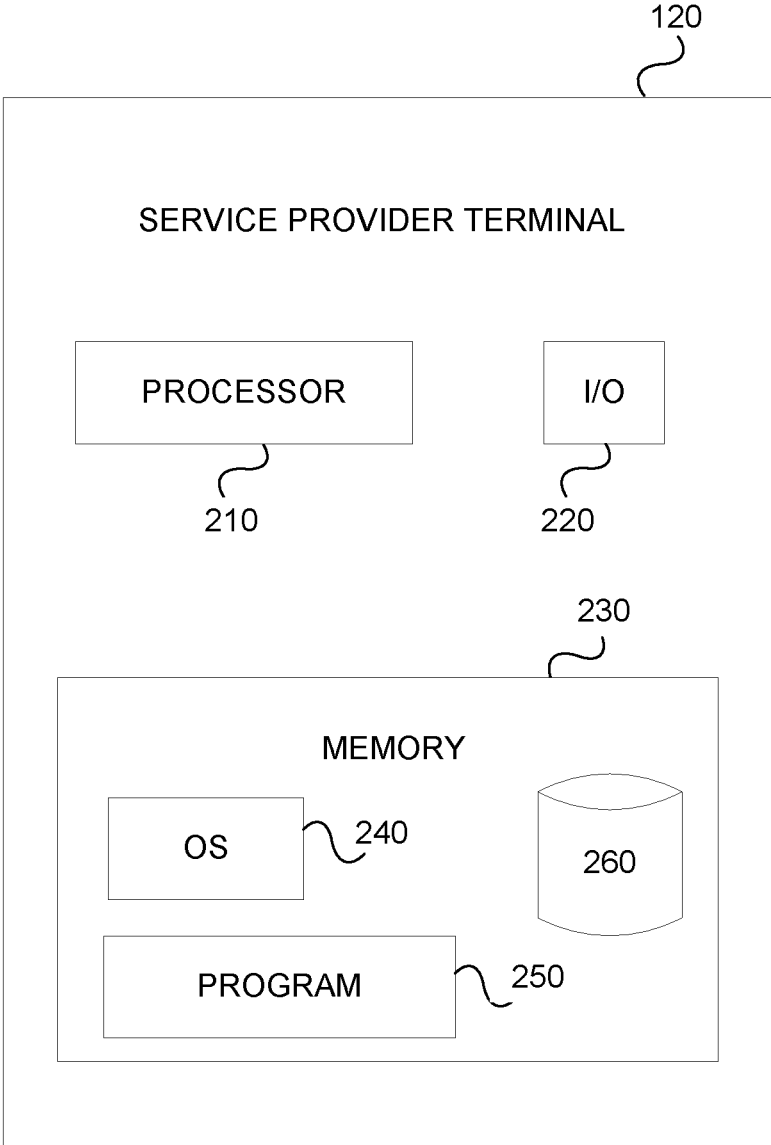 120
SERVICE PROVIDER TERMINAL
PROCESSOR
I/O
210
220
230
MEMORY
OS
240
260
PROGRAM
250